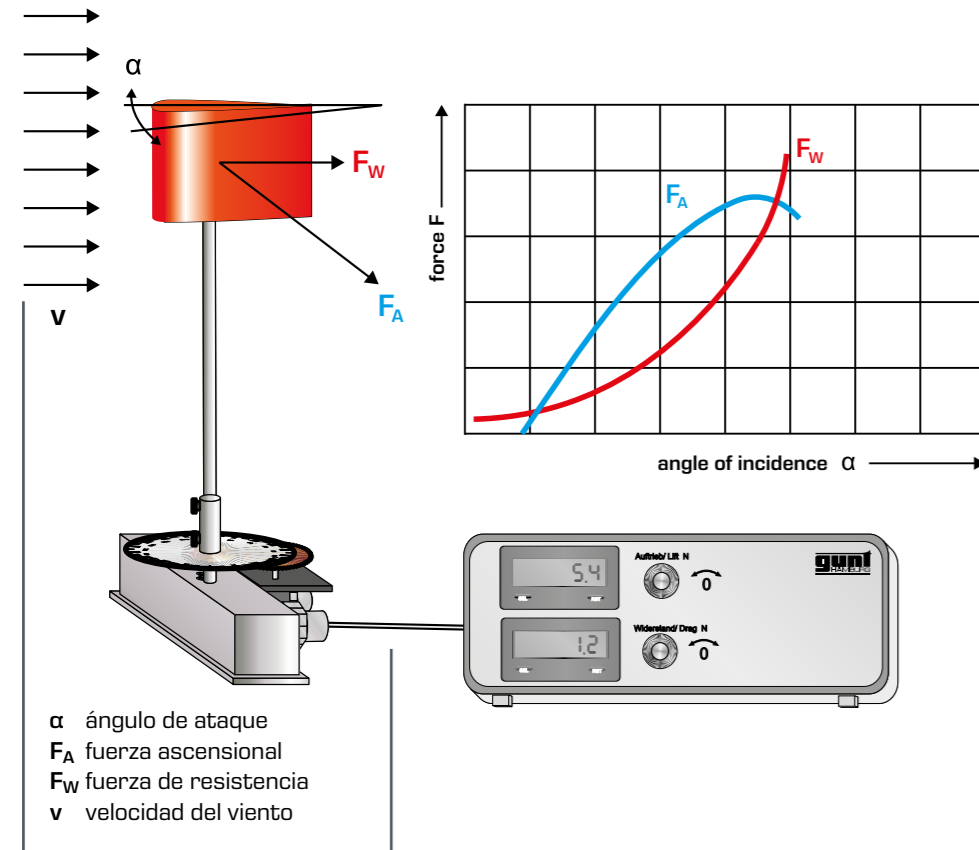 α
F_W
F_A
v
force F
F_A
F_W
angle of incidence α
5.4
Auftrieb/ Lift N
0
gunt
HAMBURG
1.2
Widerstand/ Drag N
0
α ángulo de ataque
F_A fuerza ascensional
F_W fuerza de resistencia
v velocidad del viento